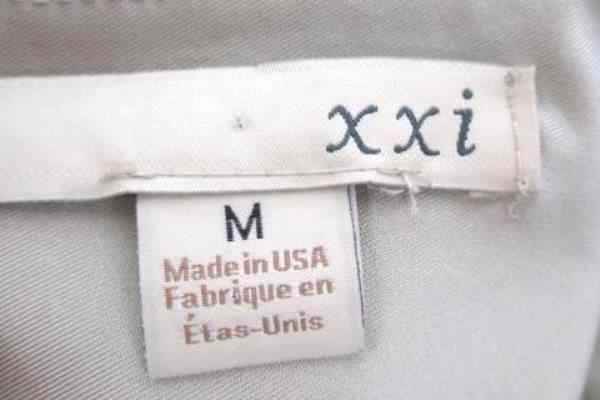 xxi
M
Made in USA
Fabrique en
Étas-Unis